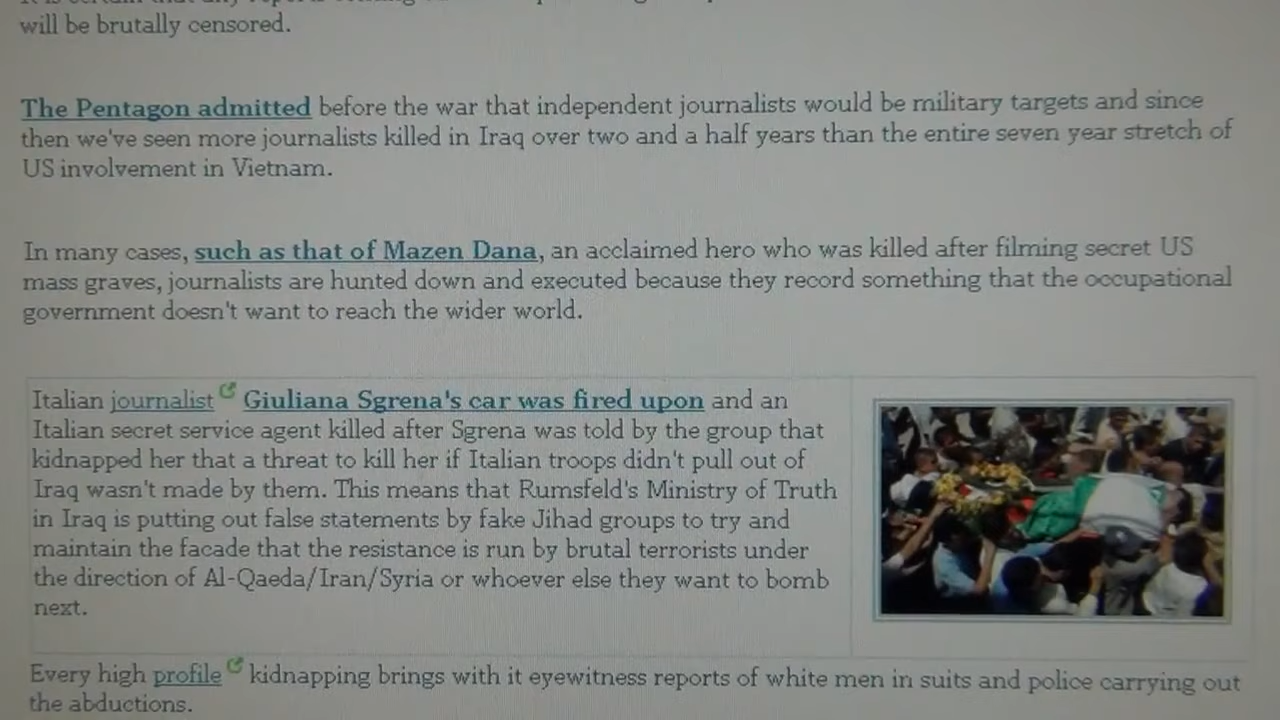 will be brutally censored.
The Pentagon admitted before the war that independent journalists would be military targets and since
then we've seen more journalists killed in Iraq over two and a half years than the entire seven year stretch of
US involvement in Vietnam.
In many cases, such as that of Mazen Dana, an acclaimed hero who was killed after filming secret US
mass graves, journalists are hunted down and executed because they record something that the occupational
government doesn't want to reach the wider world.
Italian journalist Giuliana Sgrena's car was fired upon and an
Italian secret service agent killed after Sgrena was told by the group that
kidnapped her that a threat to kill her if Italian troops didn't pull out of
Iraq wasn't made by them. This means that Rumsfeld's Ministry of Truth
in Iraq is putting out false statements by fake Jihad groups to try and
maintain the facade that the resistance is run by brutal terrorists under
the direction of Al-Qaeda/Iran/Syria or whoever else they want to bomb
next.
Every high profile kidnapping brings with it eyewitness reports of white men in suits and police carrying out
the abductions.